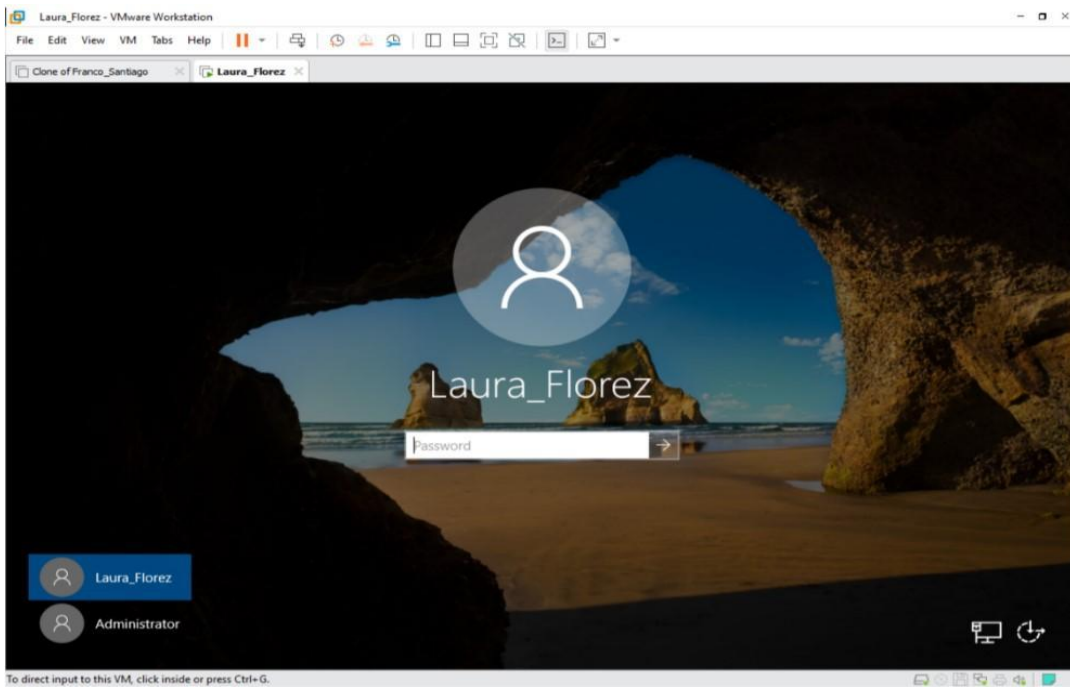 Laura_Florez - VMware Workstation
File Edit View VM Tabs Help
Clone of Franco_Santiago
Laura_Florez
Laura_Florez
Password
Laura_Florez
Administrator
To direct input to this VM, click inside or press Ctrl+G.